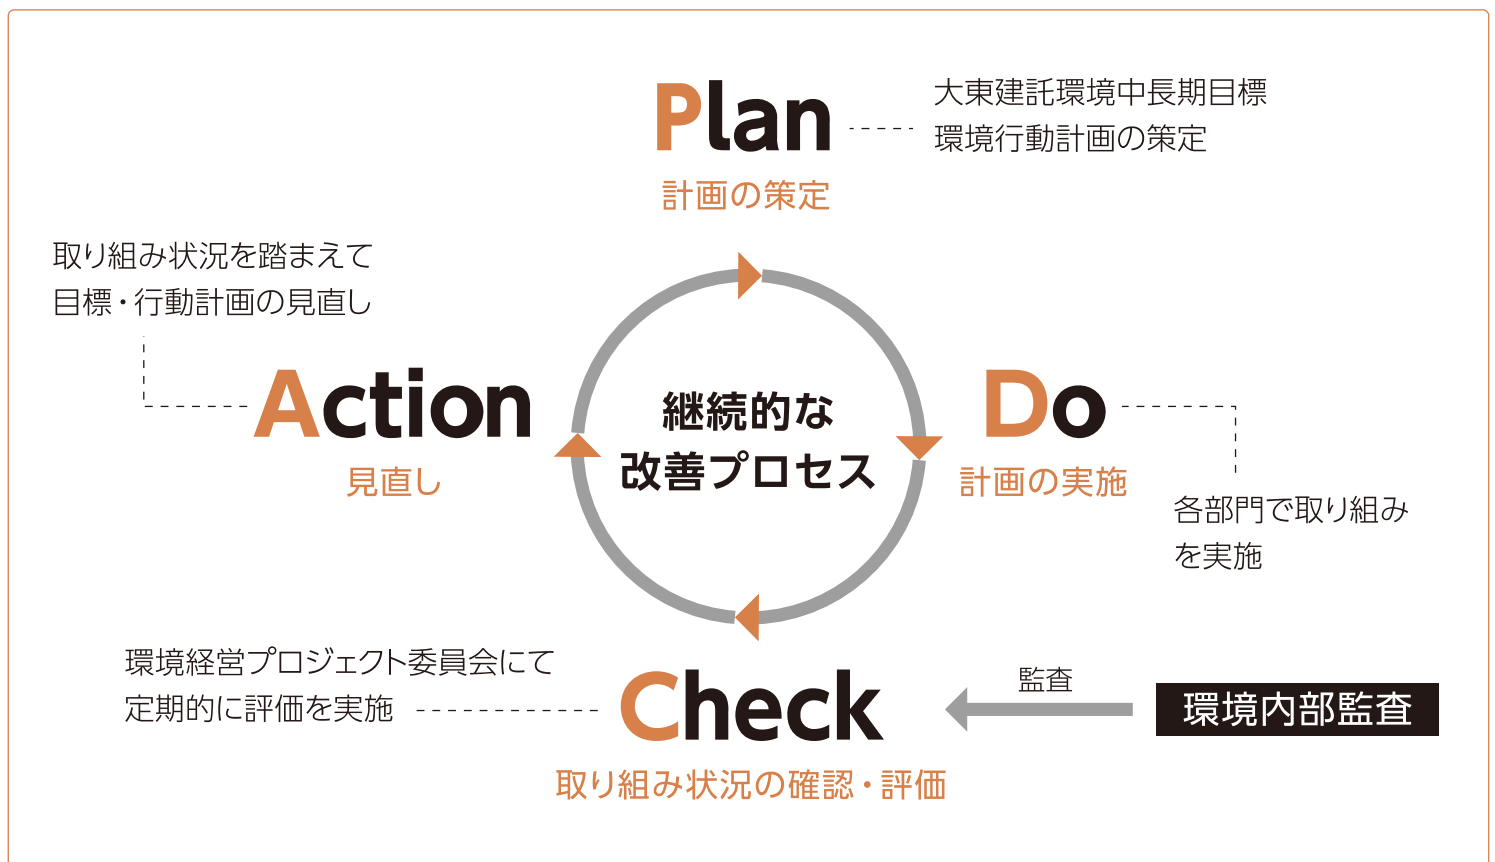 Plan
計画の策定
大東建託環境中長期目標
環境行動計画の策定
取り組み状況を踏まえて
目標・行動計画の見直し
Action
見直し
継続的な
改善プロセス
Do
計画の実施
各部門で取り組み
を実施
環境経営プロジェクト委員会にて
定期的に評価を実施
Check
取り組み状況の確認・評価
監査
環境内部監査